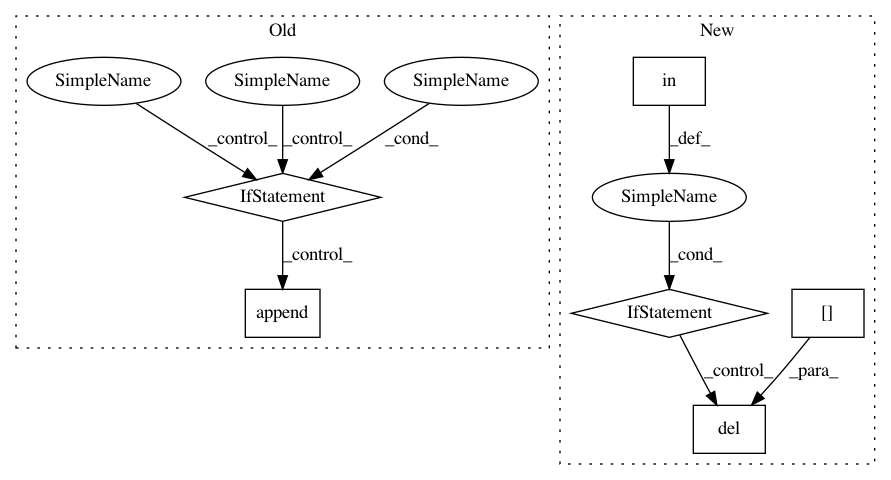 Old
New
SimpleName
SimpleName
SimpleName
in
_control_
_control_
_cond_
_def_
IfStatement
SimpleName
_control_
_cond_
append
IfStatement
[]
_control_
_para_
del